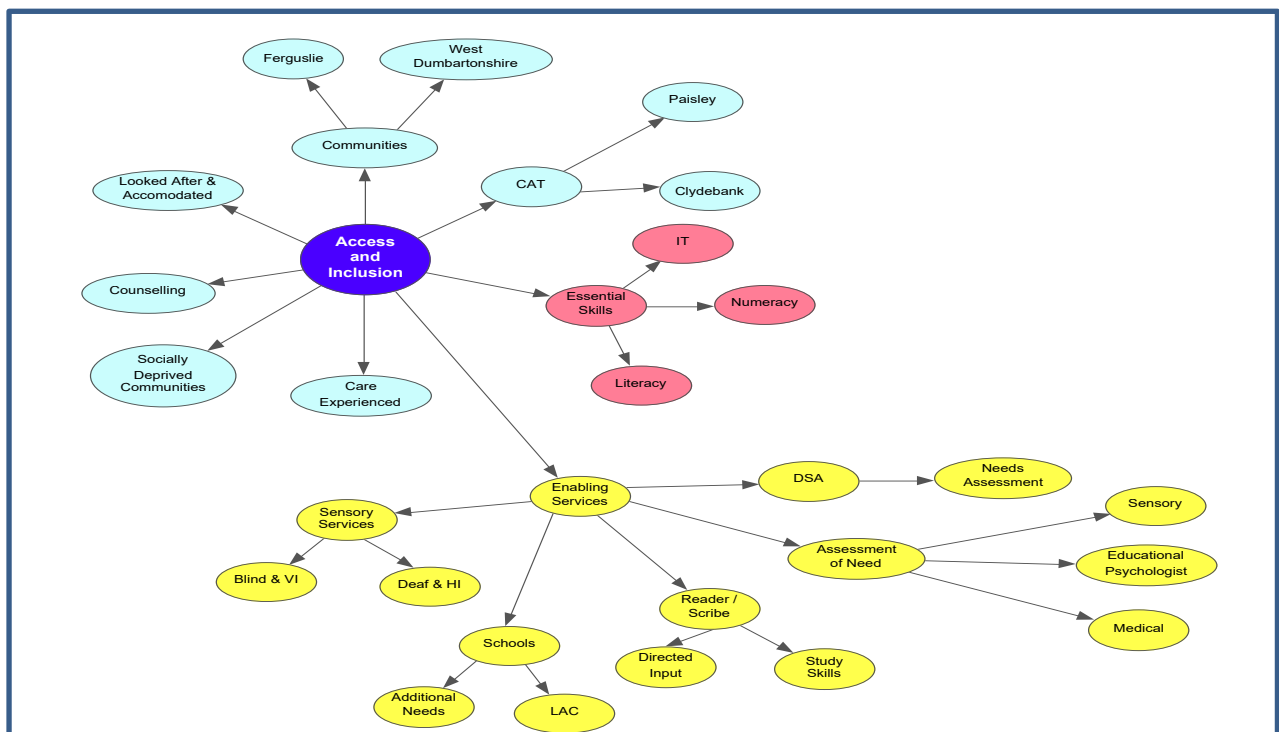 Ferguslie
West
Dumbartonshire
Paisley
Communities
CAT
Clydebank
Looked After &
Accomodated
Access
and
Inclusion
IT
Counselling
Essential
Skills
Numeracy
Socially
Deprived
Communities
Care
Experienced
Literacy
Enabling
Services
DSA
Needs
Assessment
Sensory
Services
Sensory
Assessment
of Need
Educational
Psychologist
Blind & VI
Deaf & HI
Reader /
Scribe
Medical
Schools
Directed
Input
Study
Skills
Additional
Needs
LAC